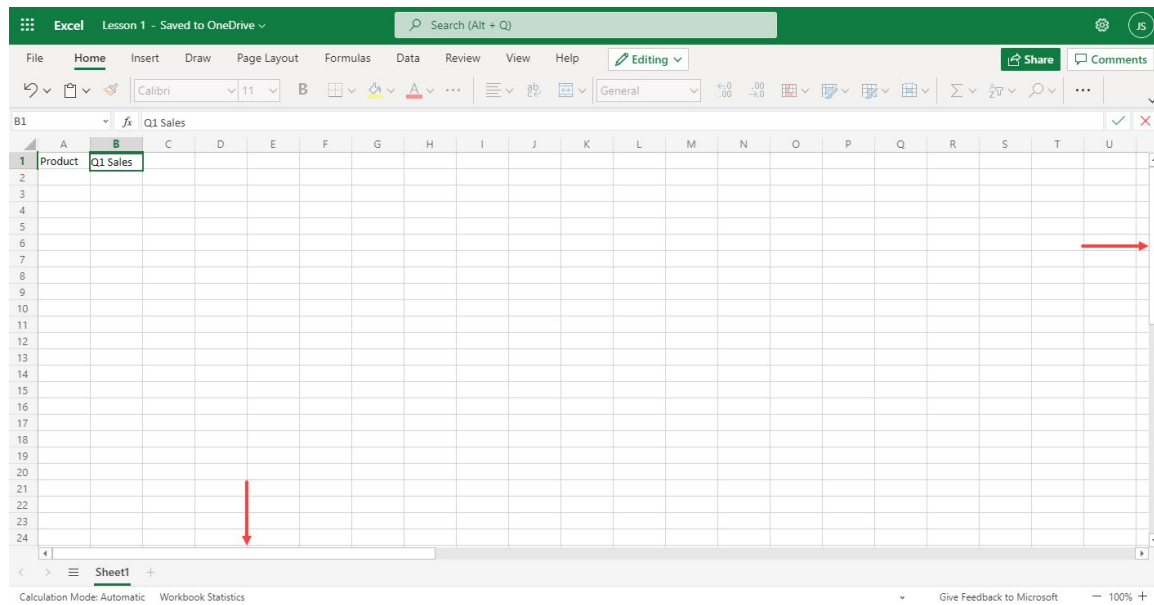 Excel Lesson 1 - Saved to OneDrive Search (Alt + Q) JS
File Home Insert Draw Page Layout Formulas Data Review View Help Editing Share Comments
Calibri 11 B A General
B1 fx Q1 Sales
A B C D E F G H I J K L M N O P Q R S T U
1 Product Q1 Sales
2
3
4
5
6
7
8
9
10
11
12
13
14
15
16
17
18
19
20
21
22
23
24
Sheet1
Calculation Mode: Automatic Workbook Statistics Give Feedback to Microsoft 100%